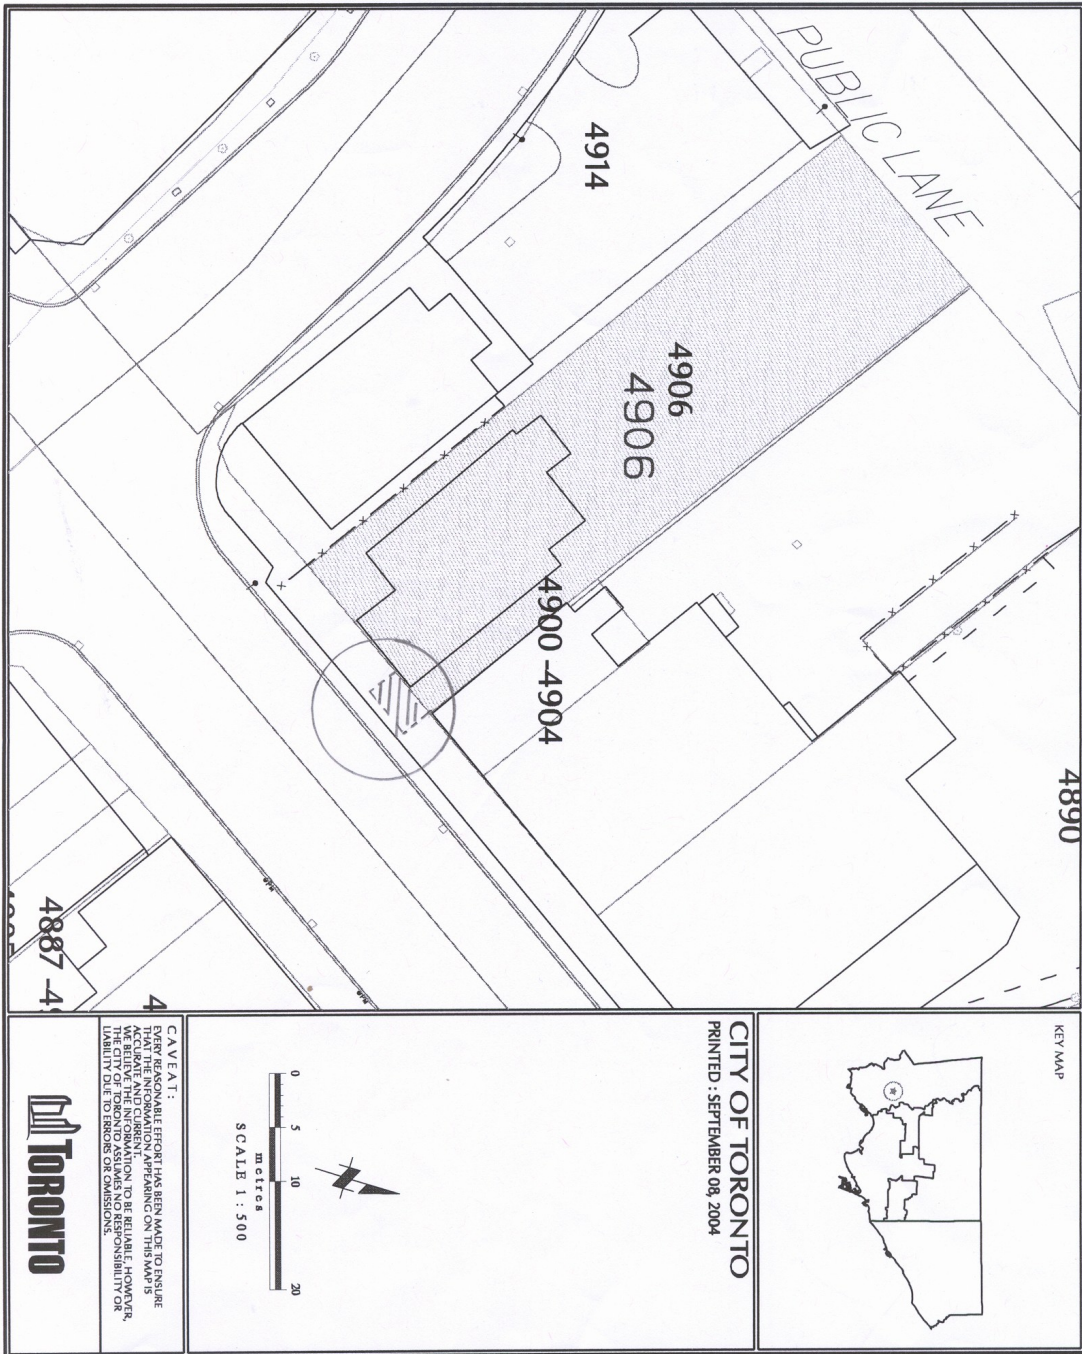 PUBLIC LANE
4914
4906
4906
4900 -4904
4890
4887 -4
4
KEY MAP
CITY OF TORONTO
PRINTED : SEPTEMBER 08, 2004
0 5 10 20
metres
SCALE 1 : 500
CAVEAT :
EVERY REASONABLE EFFORT HAS BEEN MADE TO ENSURE
THAT THE INFORMATION APPEARING ON THIS MAP IS
ACCURATE AND CURRENT.
WE BELIEVE THE INFORMATION TO BE RELIABLE, HOWEVER,
THE CITY OF TORONTO ASSUMES NO RESPONSIBILITY OR
LIABILITY DUE TO ERRORS OR OMISSIONS.
TORONTO